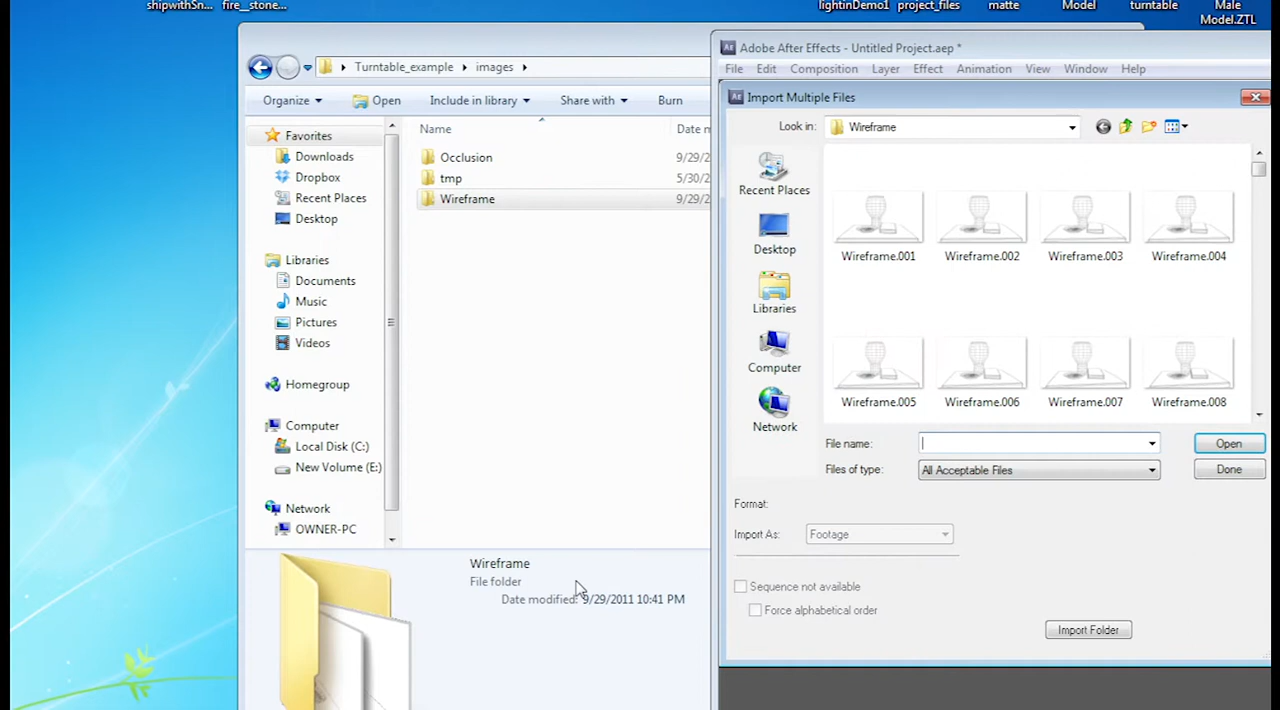 shipwithSn... fire__stone... lightinDemo1 project_files matte Model turntable Male
Model.ZTL
Turntable_example images
Organize Open Include in library Share with Burn
Favorites
Downloads
Dropbox
Recent Places
Desktop
Libraries
Documents
Music
Pictures
Videos
Homegroup
Computer
Local Disk (C:)
New Volume (E:)
Network
OWNER-PC
Name Date m
Occlusion 9/29/2
tmp 5/30/2
Wireframe 9/29/2
Wireframe
File folder
Date modified: 9/29/2011 10:41 PM
Ae Adobe After Effects - Untitled Project.aep *
File Edit Composition Layer Effect Animation View Window Help
Ae Import Multiple Files
Look in: Wireframe
Recent Places
Desktop
Libraries
Computer
Network
Wireframe.001 Wireframe.002 Wireframe.003 Wireframe.004
Wireframe.005 Wireframe.006 Wireframe.007 Wireframe.008
File name: Open
Files of type: All Acceptable Files Done
Format:
Import As: Footage
Sequence not available
Force alphabetical order
Import Folder